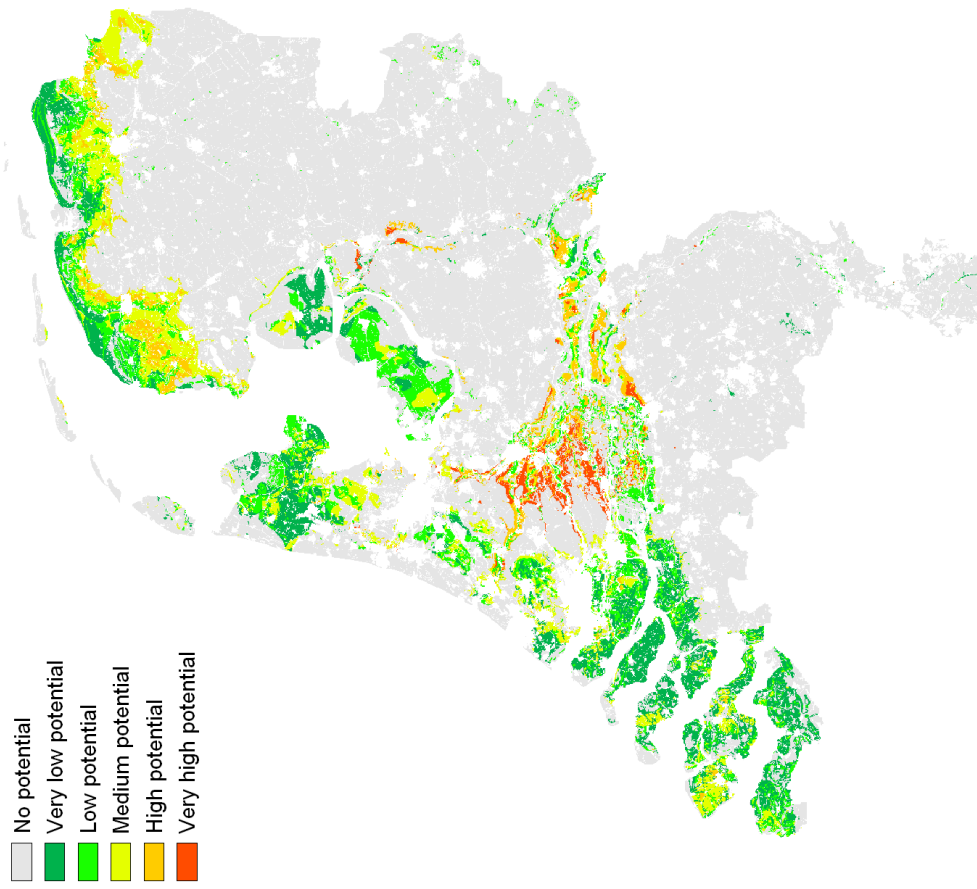 No potential
Very low potential
Low potential
Medium potential
High potential
Very high potential